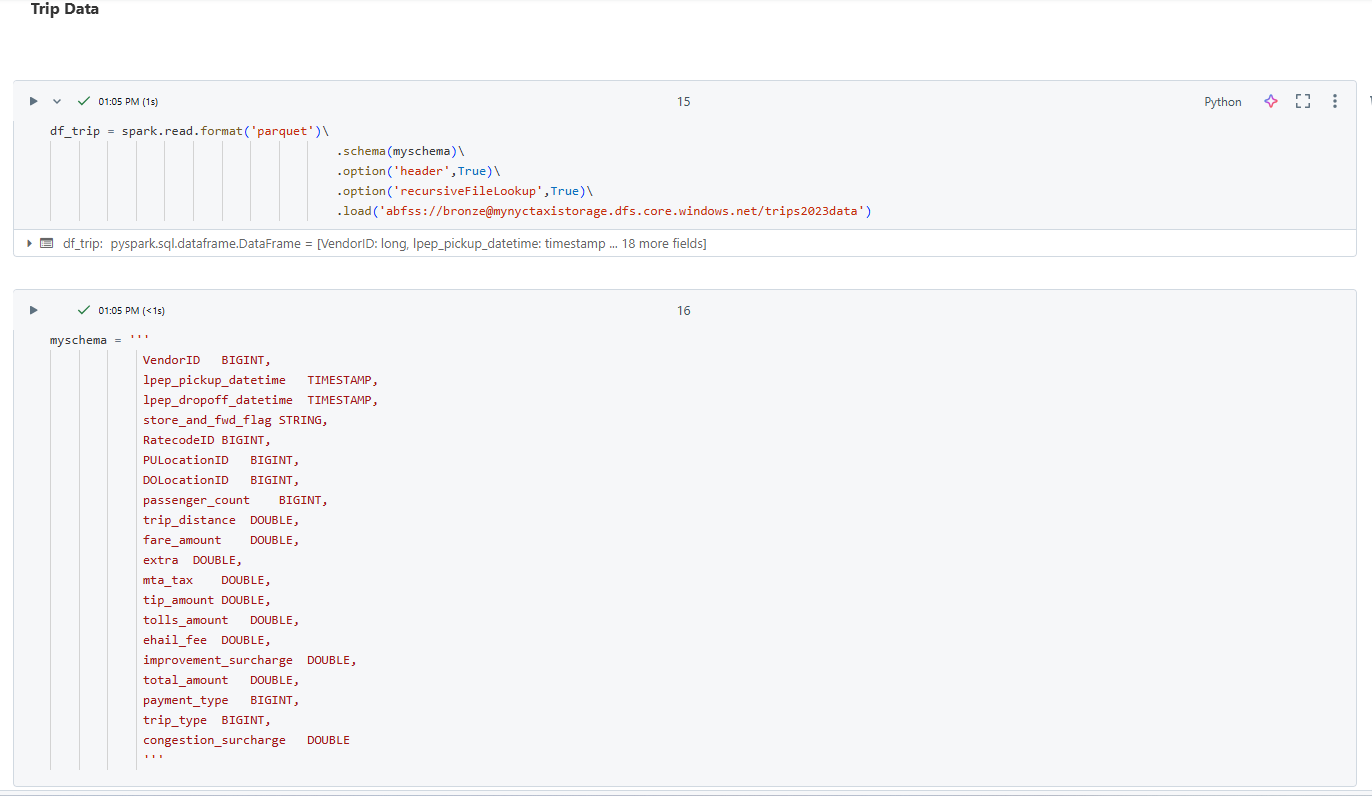 Trip Data
01:05 PM (1s)
15
Python
df_trip = spark.read.format('parquet')\
.schema(myschema)\
.option('header',True)\
.option('recursiveFileLookup',True)\
.load('abfss://bronze@mynyctaxistorage.dfs.core.windows.net/trips2023data')
df_trip: pyspark.sql.dataframe.DataFrame = [VendorID: long, lpep_pickup_datetime: timestamp ... 18 more fields]
01:05 PM (<1s)
16
myschema = '''
VendorID BIGINT,
lpep_pickup_datetime TIMESTAMP,
lpep_dropoff_datetime TIMESTAMP,
store_and_fwd_flag STRING,
RatecodeID BIGINT,
PULocationID BIGINT,
DOLocationID BIGINT,
passenger_count BIGINT,
trip_distance DOUBLE,
fare_amount DOUBLE,
extra DOUBLE,
mta_tax DOUBLE,
tip_amount DOUBLE,
tolls_amount DOUBLE,
ehail_fee DOUBLE,
improvement_surcharge DOUBLE,
total_amount DOUBLE,
payment_type BIGINT,
trip_type BIGINT,
congestion_surcharge DOUBLE
'''